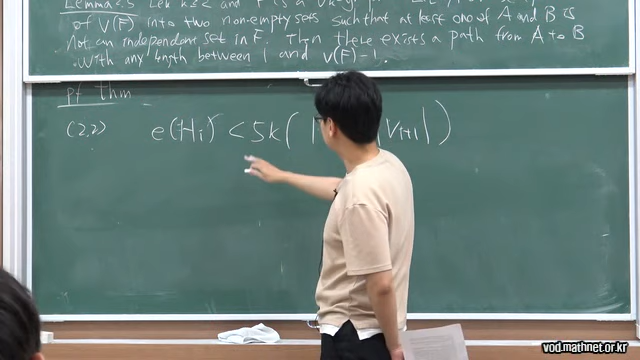 Lemma 2.5 Let k≥2 and F is a
of V(F) into two non-empty sets such that at least one of A and B is
not an independent set in F. Then there exists a path from A to B
with any length between 1 and v(F)-1.
pf thm
(2.2) e(Hi) < 5k( | Vi+1 | )
vod.mathnet.or.kr